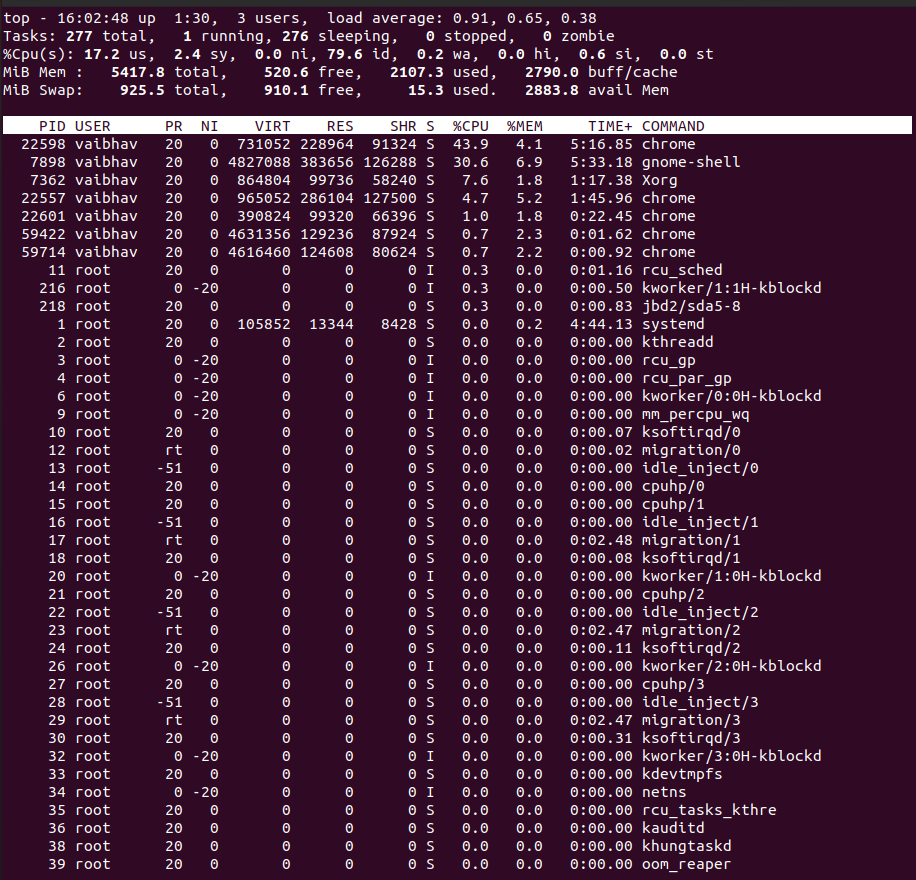 top - 16:02:48 up  1:30,  3 users,  load average: 0.91, 0.65, 0.38
Tasks: 277 total,   1 running, 276 sleeping,   0 stopped,   0 zombie
%Cpu(s): 17.2 us,  2.4 sy,  0.0 ni, 79.6 id,  0.2 wa,  0.0 hi,  0.6 si,  0.0 st
MiB Mem :   5417.8 total,    520.6 free,   2107.3 used,   2790.0 buff/cache
MiB Swap:    925.5 total,    910.1 free,     15.3 used.   2883.8 avail Mem
PID USER      PR  NI    VIRT    RES    SHR S  %CPU  %MEM     TIME+ COMMAND
22598 vaibhav   20   0  731052 228964  91324 S  43.9   4.1   5:16.85 chrome
7898 vaibhav   20   0 4827088 383656 126288 S  30.6   6.9   5:33.18 gnome-shell
7362 vaibhav   20   0  864804  99736  58240 S   7.6   1.8   1:17.38 Xorg
22557 vaibhav   20   0  965052 286104 127500 S   4.7   5.2   1:45.96 chrome
22601 vaibhav   20   0  390824  99320  66396 S   1.0   1.8   0:22.45 chrome
59422 vaibhav   20   0 4631356 129236  87924 S   0.7   2.3   0:01.62 chrome
59714 vaibhav   20   0 4616460 124608  80624 S   0.7   2.2   0:00.92 chrome
11 root      20   0       0      0      0 I   0.3   0.0   0:01.16 rcu_sched
216 root       0 -20       0      0      0 I   0.3   0.0   0:00.50 kworker/1:1H-kblockd
218 root      20   0       0      0      0 S   0.3   0.0   0:00.83 jbd2/sda5-8
1 root      20   0  105852  13344   8428 S   0.0   0.2   4:44.13 systemd
2 root      20   0       0      0      0 S   0.0   0.0   0:00.00 kthreadd
3 root       0 -20       0      0      0 I   0.0   0.0   0:00.00 rcu_gp
4 root       0 -20       0      0      0 I   0.0   0.0   0:00.00 rcu_par_gp
6 root       0 -20       0      0      0 I   0.0   0.0   0:00.00 kworker/0:0H-kblockd
9 root       0 -20       0      0      0 I   0.0   0.0   0:00.00 mm_percpu_wq
10 root      20   0       0      0      0 S   0.0   0.0   0:00.07 ksoftirqd/0
12 root      rt   0       0      0      0 S   0.0   0.0   0:00.02 migration/0
13 root     -51   0       0      0      0 S   0.0   0.0   0:00.00 idle_inject/0
14 root      20   0       0      0      0 S   0.0   0.0   0:00.00 cpuhp/0
15 root      20   0       0      0      0 S   0.0   0.0   0:00.00 cpuhp/1
16 root     -51   0       0      0      0 S   0.0   0.0   0:00.00 idle_inject/1
17 root      rt   0       0      0      0 S   0.0   0.0   0:02.48 migration/1
18 root      20   0       0      0      0 S   0.0   0.0   0:00.08 ksoftirqd/1
20 root       0 -20       0      0      0 I   0.0   0.0   0:00.00 kworker/1:0H-kblockd
21 root      20   0       0      0      0 S   0.0   0.0   0:00.00 cpuhp/2
22 root     -51   0       0      0      0 S   0.0   0.0   0:00.00 idle_inject/2
23 root      rt   0       0      0      0 S   0.0   0.0   0:02.47 migration/2
24 root      20   0       0      0      0 S   0.0   0.0   0:00.11 ksoftirqd/2
26 root       0 -20       0      0      0 I   0.0   0.0   0:00.00 kworker/2:0H-kblockd
27 root      20   0       0      0      0 S   0.0   0.0   0:00.00 cpuhp/3
28 root     -51   0       0      0      0 S   0.0   0.0   0:00.00 idle_inject/3
29 root      rt   0       0      0      0 S   0.0   0.0   0:02.47 migration/3
30 root      20   0       0      0      0 S   0.0   0.0   0:00.31 ksoftirqd/3
32 root       0 -20       0      0      0 I   0.0   0.0   0:00.00 kworker/3:0H-kblockd
33 root      20   0       0      0      0 S   0.0   0.0   0:00.00 kdevtmpfs
34 root       0 -20       0      0      0 I   0.0   0.0   0:00.00 netns
35 root      20   0       0      0      0 S   0.0   0.0   0:00.00 rcu_tasks_kthre
36 root      20   0       0      0      0 S   0.0   0.0   0:00.00 kauditd
38 root      20   0       0      0      0 S   0.0   0.0   0:00.00 khungtaskd
39 root      20   0       0      0      0 S   0.0   0.0   0:00.00 oom_reaper